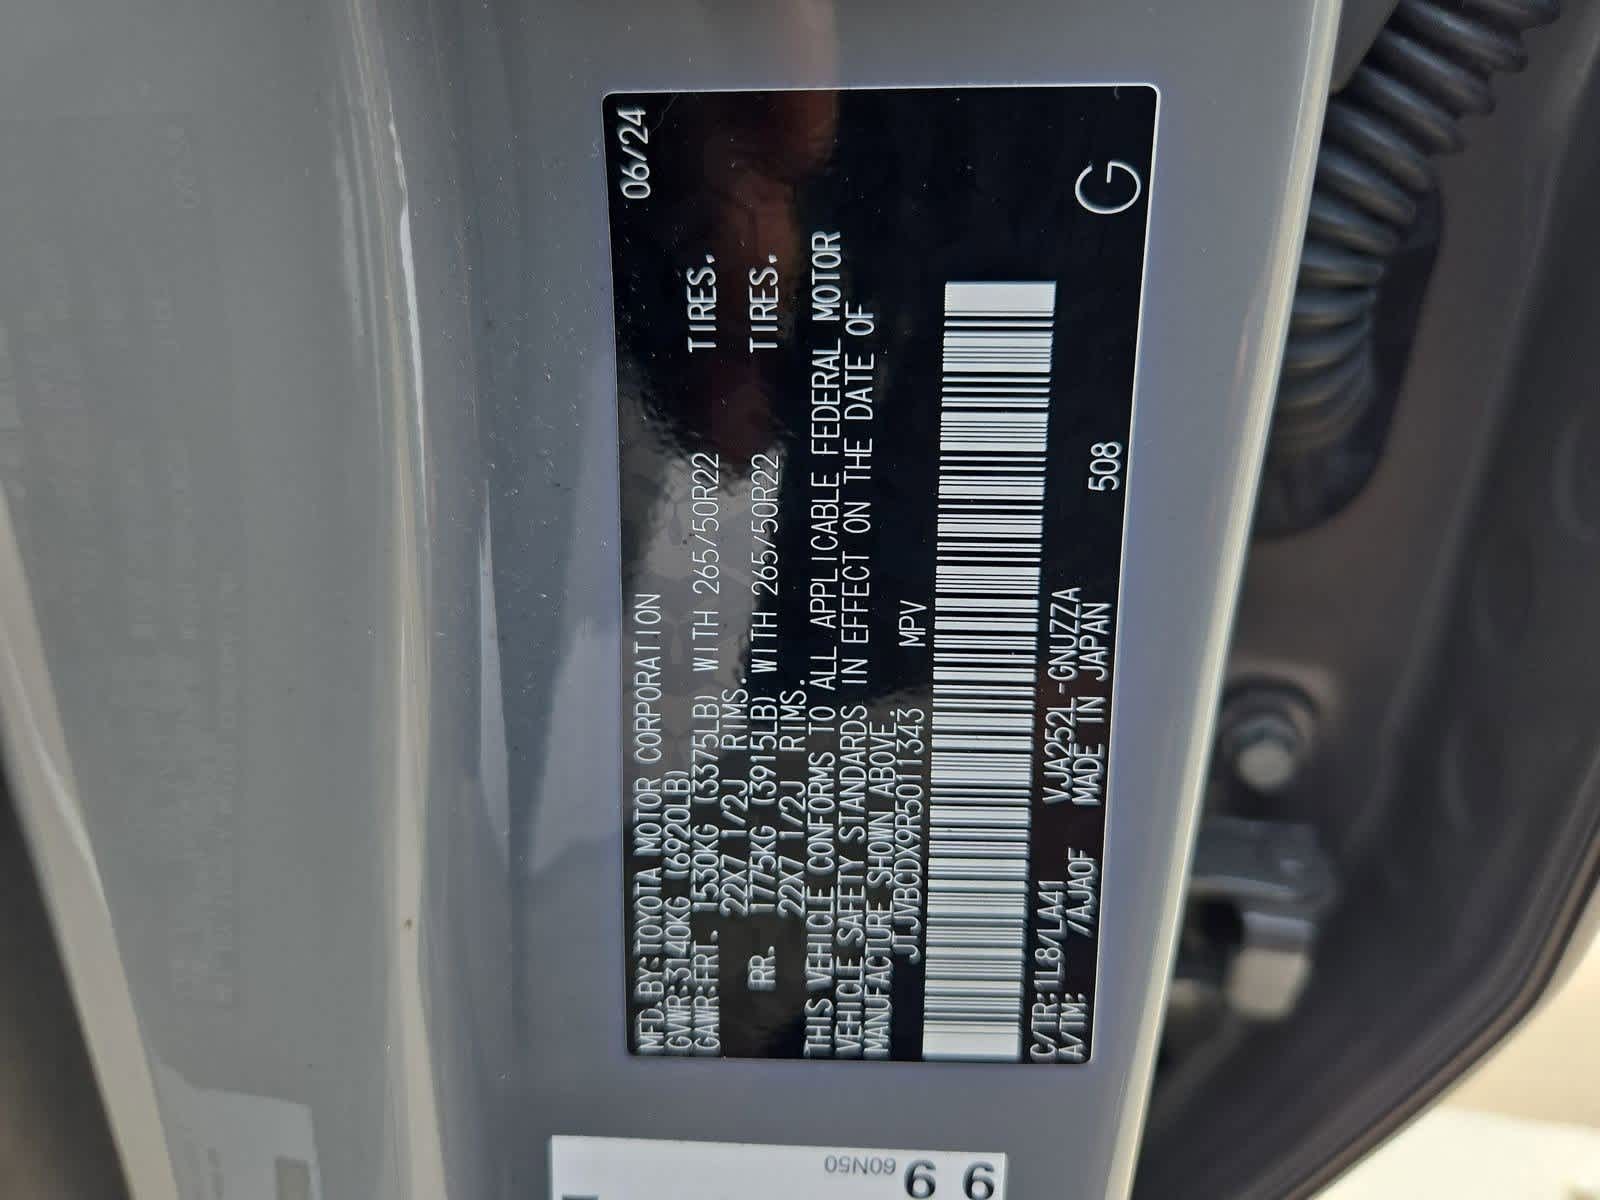 MFD.BY:TOYOTA MOTOR CORPORATION 06/24
GVWR:3140KG (6920LB)
GAWR:FRT. 1530KG (3375LB) WITH 265/50R22 TIRES.
22X7 1/2J RIMS.
RR. 1775KG (3915LB) WITH 265/50R22 TIRES.
22X7 1/2J RIMS.
THIS VEHICLE CONFORMS TO ALL APPLICABLE FEDERAL MOTOR
VEHICLE SAFETY STANDARDS IN EFFECT ON THE DATE OF
MANUFACTURE SHOWN ABOVE.
JTJVBCDX9R5011343 MPV
C/TR:1L8/LA41 VJA252L-GNUZZA 508
A/TM: /AJA0F MADE IN JAPAN
G
60N50
9
9